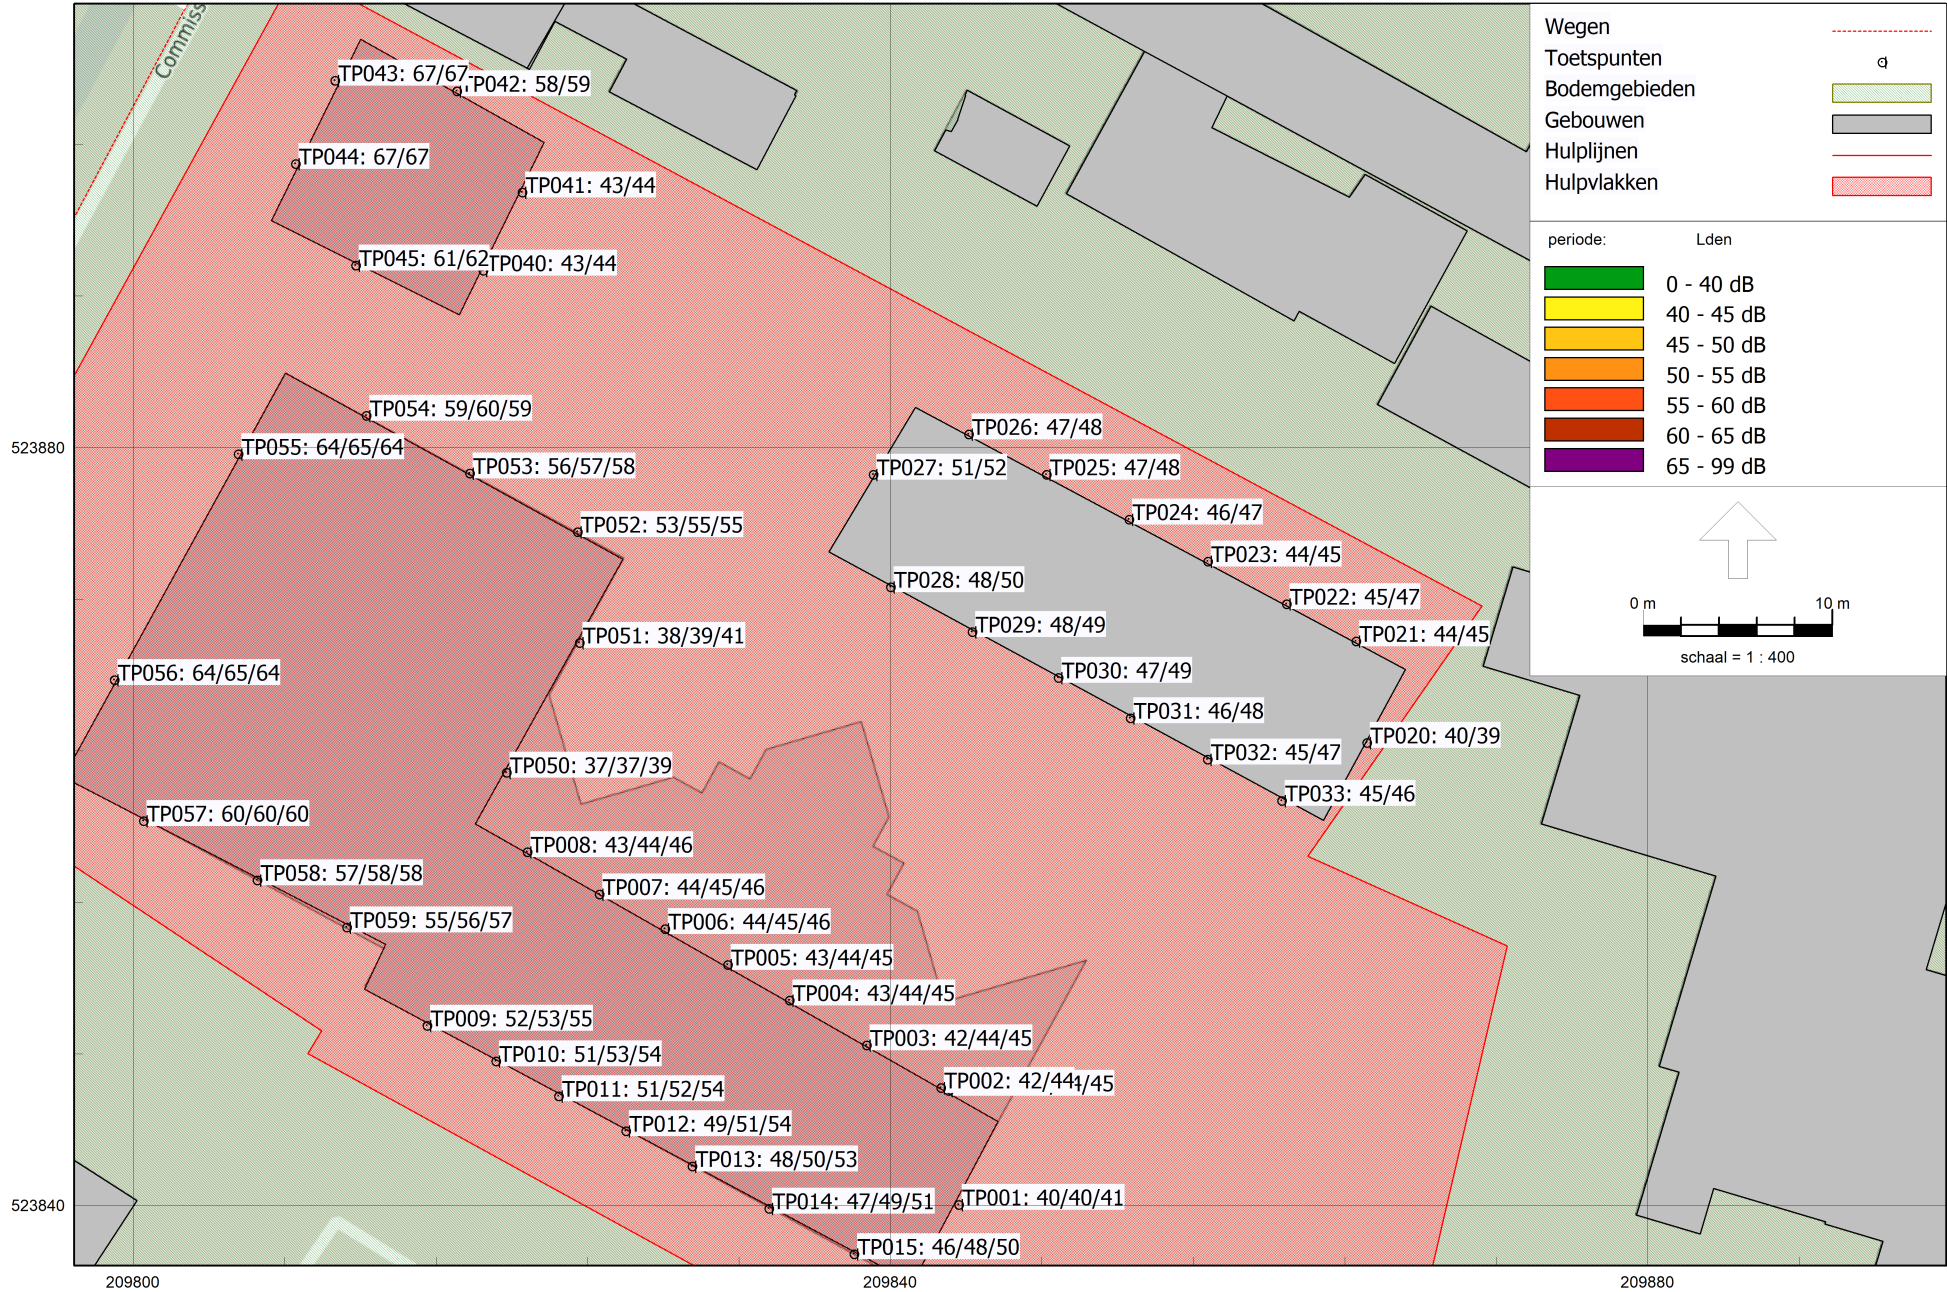 Commiss
TP043: 67/67
TP042: 58/59
TP044: 67/67
TP041: 43/44
TP045: 61/62
TP040: 43/44
TP054: 59/60/59
TP055: 64/65/64
TP053: 56/57/58
TP052: 53/55/55
TP051: 38/39/41
TP056: 64/65/64
TP050: 37/37/39
TP057: 60/60/60
TP058: 57/58/58
TP059: 55/56/57
TP026: 47/48
TP027: 51/52
TP025: 47/48
TP024: 46/47
TP023: 44/45
TP028: 48/50
TP022: 45/47
TP029: 48/49
TP021: 44/45
TP030: 47/49
TP031: 46/48
TP020: 40/39
TP032: 45/47
TP033: 45/46
TP008: 43/44/46
TP007: 44/45/46
TP006: 44/45/46
TP005: 43/44/45
TP004: 43/44/45
TP003: 42/44/45
TP002: 42/44
/45
TP009: 52/53/55
TP010: 51/53/54
TP011: 51/52/54
TP012: 49/51/54
TP013: 48/50/53
TP014: 47/49/51
TP001: 40/40/41
TP015: 46/48/50
523880
523840
209800
209840
209880
Wegen
Toetspunten
Bodemgebieden
Gebouwen
Hulplijnen
Hulpvlakken
periode: Lden
0 - 40 dB
40 - 45 dB
45 - 50 dB
50 - 55 dB
55 - 60 dB
60 - 65 dB
65 - 99 dB
0 m 10 m
schaal = 1 : 400